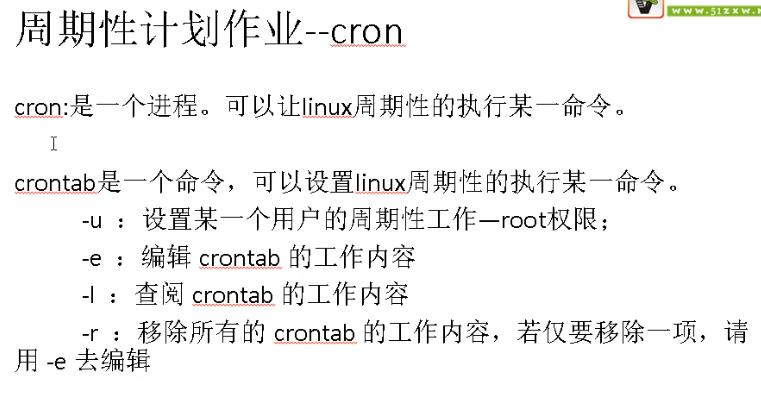 周期性计划作业--cron
www.51zxw.
cron:是一个进程。可以让linux周期性的执行某一命令。
crontab是一个命令，可以设置linux周期性的执行某一命令。
-u ：设置某一个用户的周期性工作—root权限；
-e ：编辑 crontab 的工作内容
-l ：查阅 crontab 的工作内容
-r ：移除所有的 crontab 的工作内容，若仅要移除一项，请
用 -e 去编辑